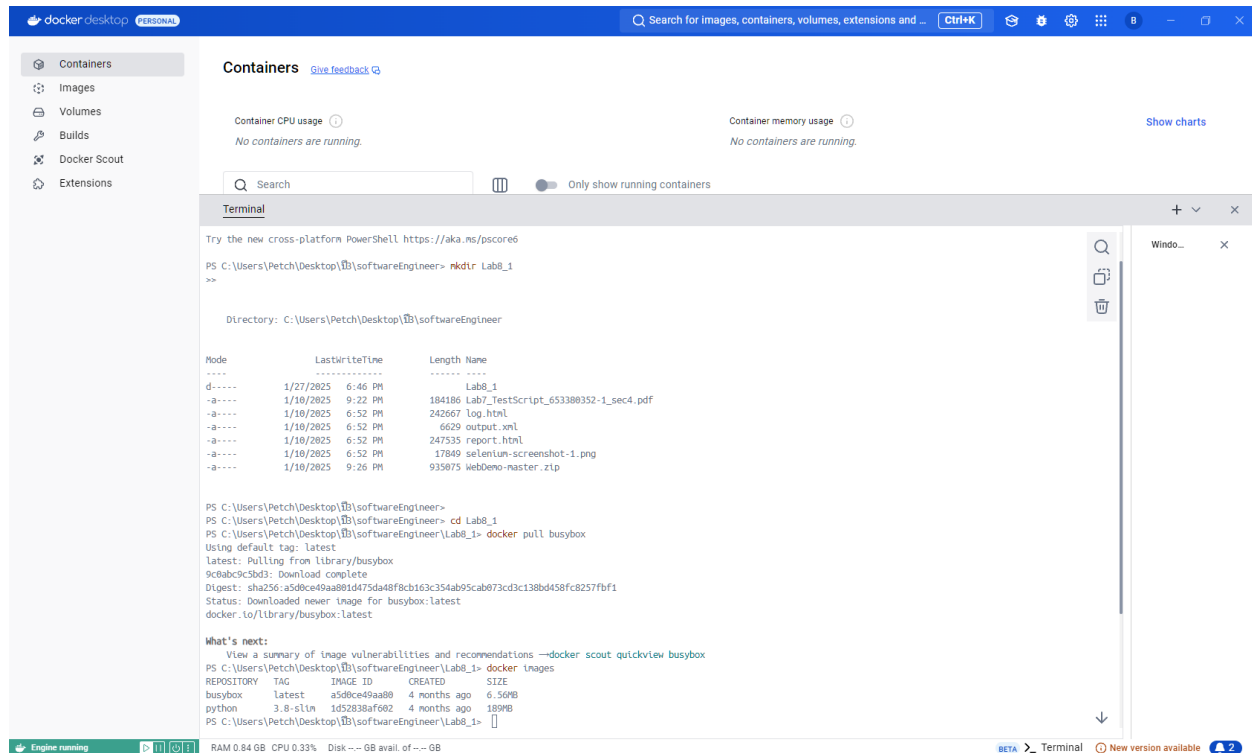 docker desktop PERSONAL
Search for images, containers, volumes, extensions and ... Ctrl+K
B
Containers
Images
Volumes
Builds
Docker Scout
Extensions
Containers Give feedback
Container CPU usage
No containers are running.
Container memory usage
No containers are running.
Show charts
Search
Only show running containers
Terminal
Windo...
Try the new cross-platform PowerShell https://aka.ms/pscore6
PS C:\Users\Petch\Desktop\ปี3\softwareEngineer> mkdir Lab8_1
>>
Directory: C:\Users\Petch\Desktop\ปี3\softwareEngineer
Mode LastWriteTime Length Name
---- ------------- ------ ----
d----- 1/27/2025 6:46 PM Lab8_1
-a---- 1/10/2025 9:22 PM 184186 Lab7_TestScript_653380352-1_sec4.pdf
-a---- 1/10/2025 6:52 PM 242667 log.html
-a---- 1/10/2025 6:52 PM 6629 output.xml
-a---- 1/10/2025 6:52 PM 247535 report.html
-a---- 1/10/2025 6:52 PM 17849 selenium-screenshot-1.png
-a---- 1/10/2025 9:26 PM 935075 WebDemo-master.zip
PS C:\Users\Petch\Desktop\ปี3\softwareEngineer>
PS C:\Users\Petch\Desktop\ปี3\softwareEngineer> cd Lab8_1
PS C:\Users\Petch\Desktop\ปี3\softwareEngineer\Lab8_1> docker pull busybox
Using default tag: latest
latest: Pulling from library/busybox
9c0abc9c5bd3: Download complete
Digest: sha256:a5d0ce49aa801d475da48f8cb163c354ab95cab073cd3c138bd458fc8257fbf1
Status: Downloaded newer image for busybox:latest
docker.io/library/busybox:latest
What's next:
View a summary of image vulnerabilities and recommendations → docker scout quickview busybox
PS C:\Users\Petch\Desktop\ปี3\softwareEngineer\Lab8_1> docker images
REPOSITORY TAG IMAGE ID CREATED SIZE
busybox latest a5d0ce49aa80 4 months ago 6.56MB
python 3.8-slim 1d52838af602 4 months ago 189MB
PS C:\Users\Petch\Desktop\ปี3\softwareEngineer\Lab8_1>
Engine running
RAM 0.84 GB CPU 0.33% Disk --.-- GB avail. of --.-- GB
BETA >_ Terminal
New version available
2